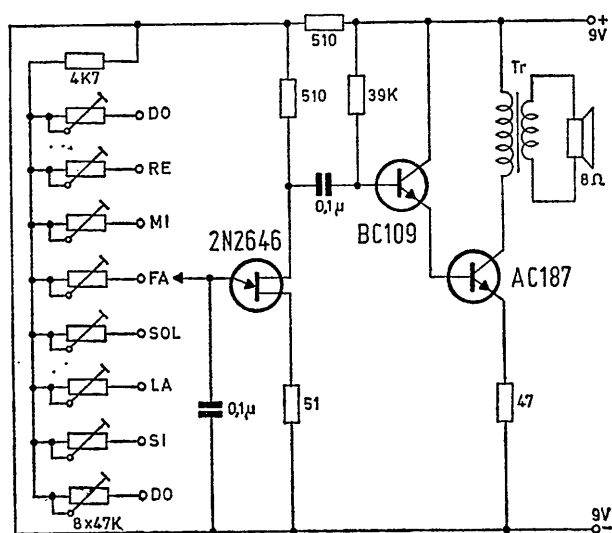 +
9V
510
4K7
510
39K
Tr
DO
RE
8Ω
0,1μ
MI
2N2646
BC109
FA
AC187
SOL
LA
0,1μ
51
47
SI
DO
8x47K
9V
-